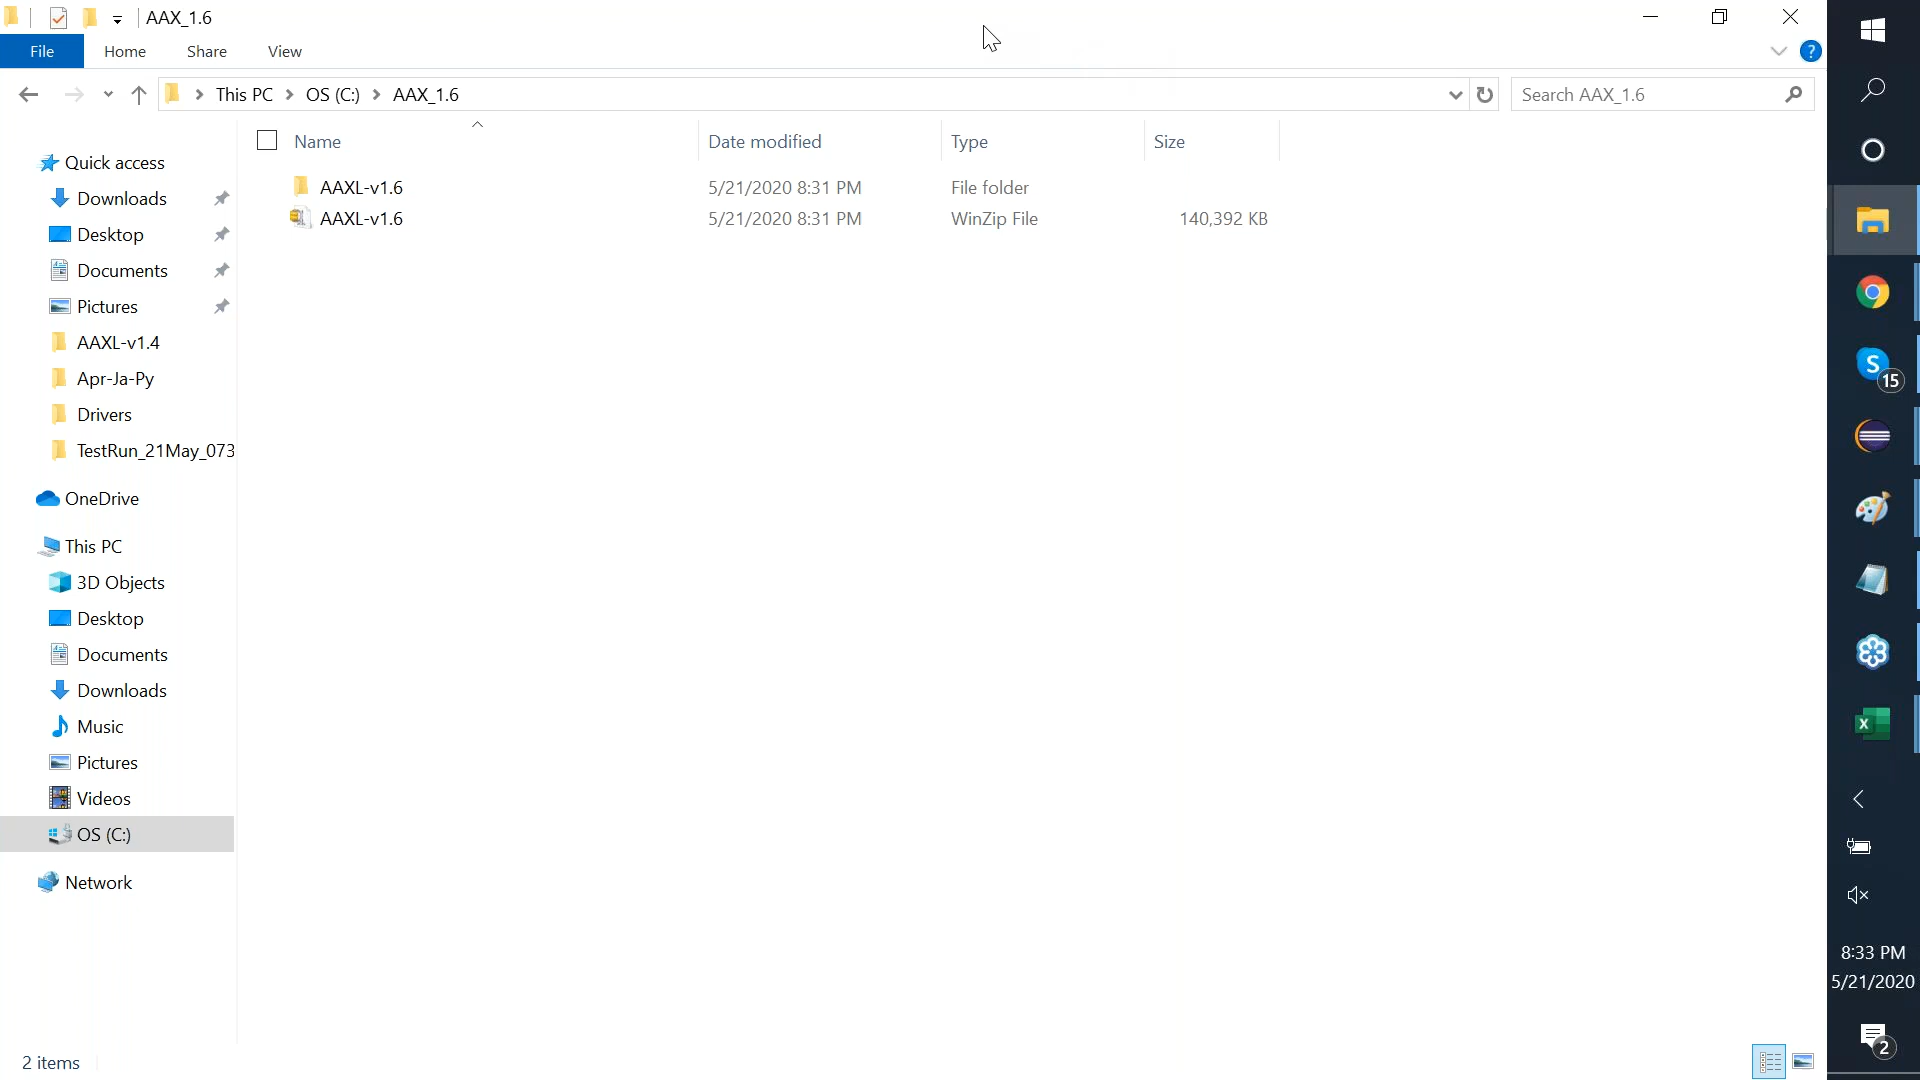 AAX_1.6
File Home Share View
?
This PC OS (C:) AAX_1.6
Search AAX_1.6
Name Date modified Type Size
AAXL-v1.6 5/21/2020 8:31 PM File folder
AAXL-v1.6 5/21/2020 8:31 PM WinZip File 140,392 KB
Quick access
Downloads
Desktop
Documents
Pictures
AAXL-v1.4
Apr-Ja-Py
Drivers
TestRun_21May_073
OneDrive
This PC
3D Objects
Desktop
Documents
Downloads
Music
Pictures
Videos
OS (C:)
Network
2 items
S
15
X
8:33 PM
5/21/2020
2